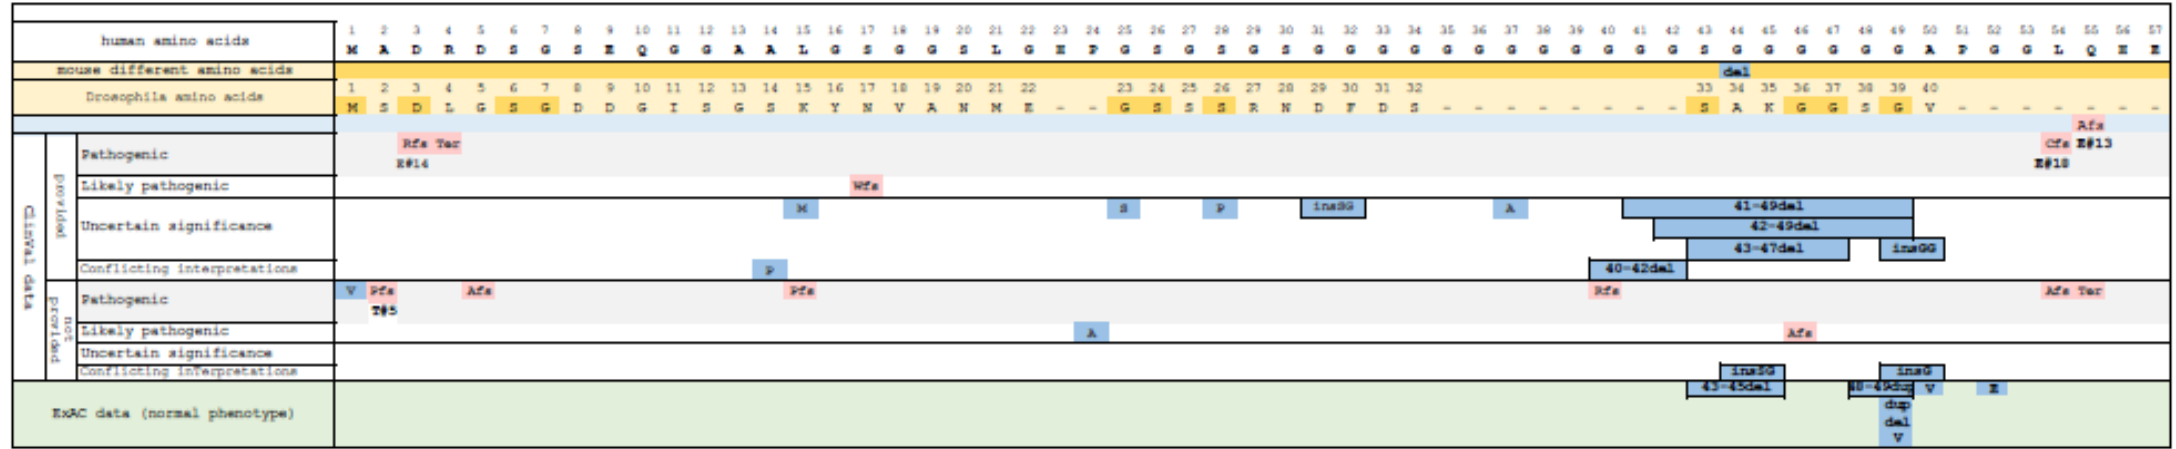 human amino acids
1 2 3 4 5 6 7 8 9 10 11 12 13 14 15 16 17 18 19 20 21 22 23 24 25 26 27 28 29 30 31 32 33 34 35 36 37 38 39 40 41 42 43 44 45 46 47 48 49 50 51 52 53 54 55 56 57
M A D R D S G S E Q G G A A L G S G G S L G H P G S G S G S G G G G G G G G G G G G S G G G G G G A P G G L Q H E
mouse different amino acids del
Drosophila amino acids
1 2 3 4 5 6 7 8 9 10 11 12 13 14 15 16 17 18 19 20 21 22 23 24 25 26 27 28 29 30 31 32 33 34 35 36 37 38 39 40
M S D L G S G D D G I S G S K Y N V A N M E - - G S S S R N D F D S - - - - - - - - S A K G G S G V - - - - - - -
ClinVal data
provided
Afs
Pathogenic Rfs Ter Cfs E#13
E#14 E#18
Likely pathogenic Wfs
Uncertain significance M S P insSG A 41-49del
42-49del
43-47del insGG
Conflicting interpretations P 40-42del
not provided
Pathogenic V Pfs Afs Pfs Rfs Afs Ter
T#5
Likely pathogenic A Afs
Uncertain significance
Conflicting interpretations insSG insG
ExAC data (normal phenotype) 43-45del 48-49dup V E
dup
del
V